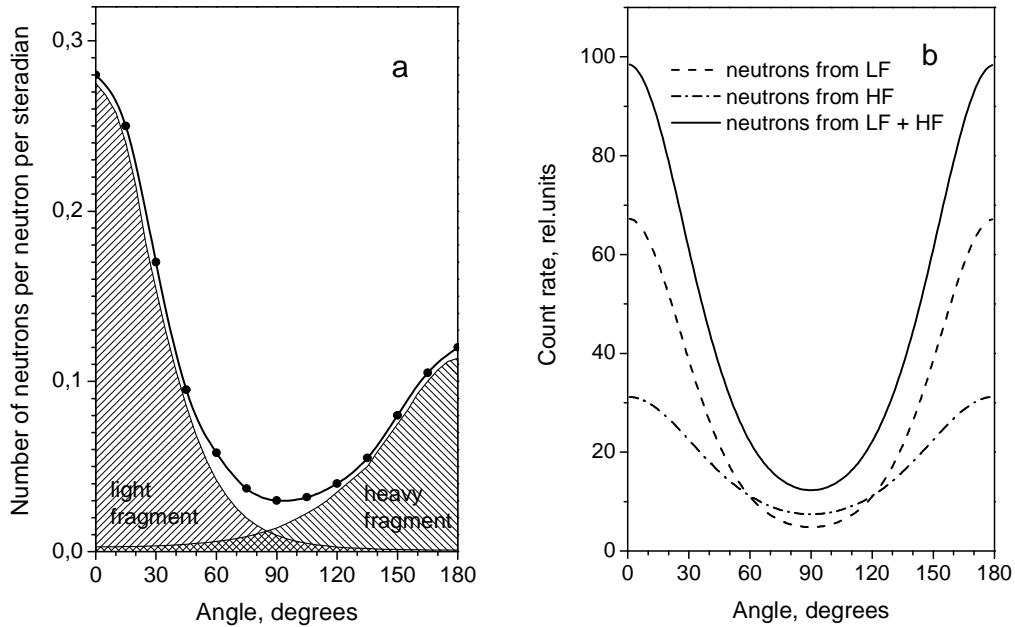 Number of neutrons per neutron per steradian
0,3
0,2
0,1
0,0
a
light
fragment
heavy
fragment
0 30 60 90 120 150 180
Angle, degrees
Count rate, rel.units
100
80
60
40
20
0
b
neutrons from LF
neutrons from HF
neutrons from LF + HF
0 30 60 90 120 150 180
Angle, degrees